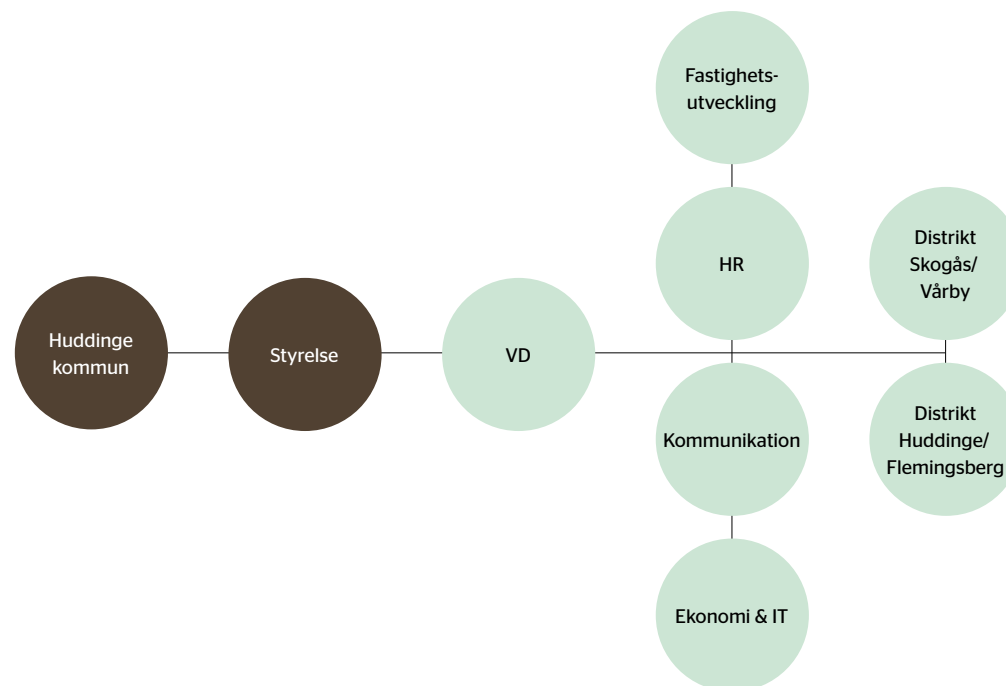 Fastighets-
utveckling
HR
Distrikt
Skogås/
Vårby
Huddinge
kommun
Styrelse
VD
Kommunikation
Distrikt
Huddinge/
Flemingsberg
Ekonomi & IT